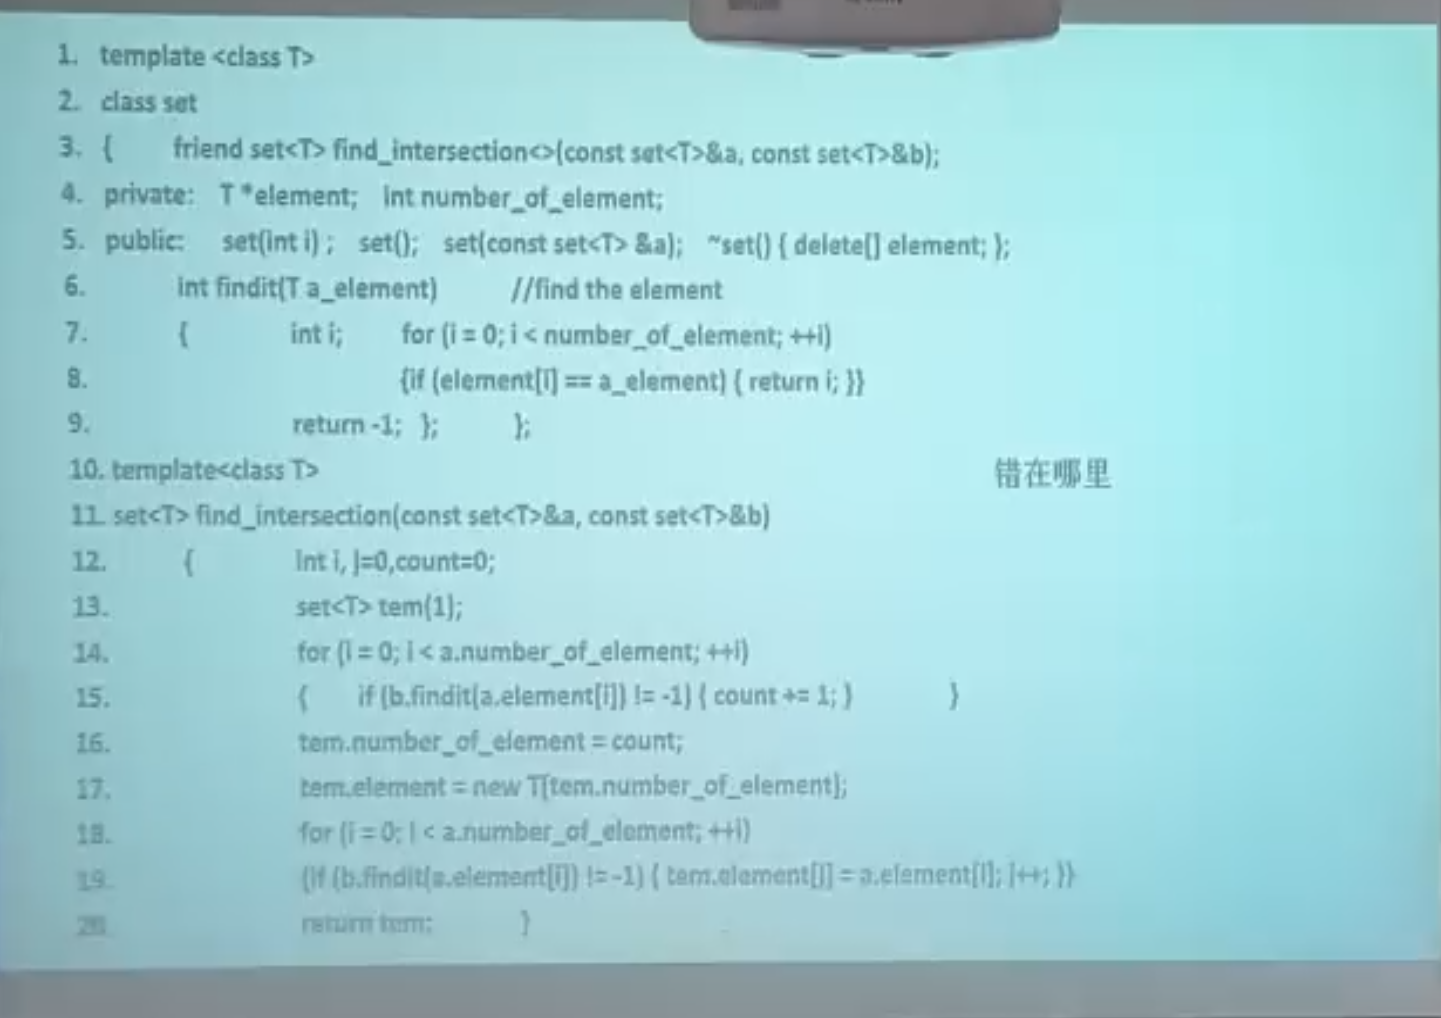 1. template <class T>
2. class set
3. { friend set<T> find_intersection<>(const set<T>&a, const set<T>&b);
4. private: T *element; int number_of_element;
5. public: set(int i) ; set(); set(const set<T> &a); ~set() { delete[] element; };
6. int findit(T a_element) //find the element
7. { int i; for (i = 0; i < number_of_element; ++i)
8. {if (element[i] == a_element) { return i; }}
9. return -1; }; };
10. template<class T>
错在哪里
11. set<T> find_intersection(const set<T>&a, const set<T>&b)
12. { int i, j=0,count=0;
13. set<T> tem(1);
14. for (i = 0; i < a.number_of_element; ++i)
15. { if (b.findit(a.element[i]) != -1) { count += 1; } }
16. tem.number_of_element = count;
17. tem.element = new T[tem.number_of_element];
18. for (i = 0; i < a.number_of_element; ++i)
19. {if (b.findit(a.element[i]) != -1) { tem.element[j] = a.element[i]; j++; }}
20. return tem; }